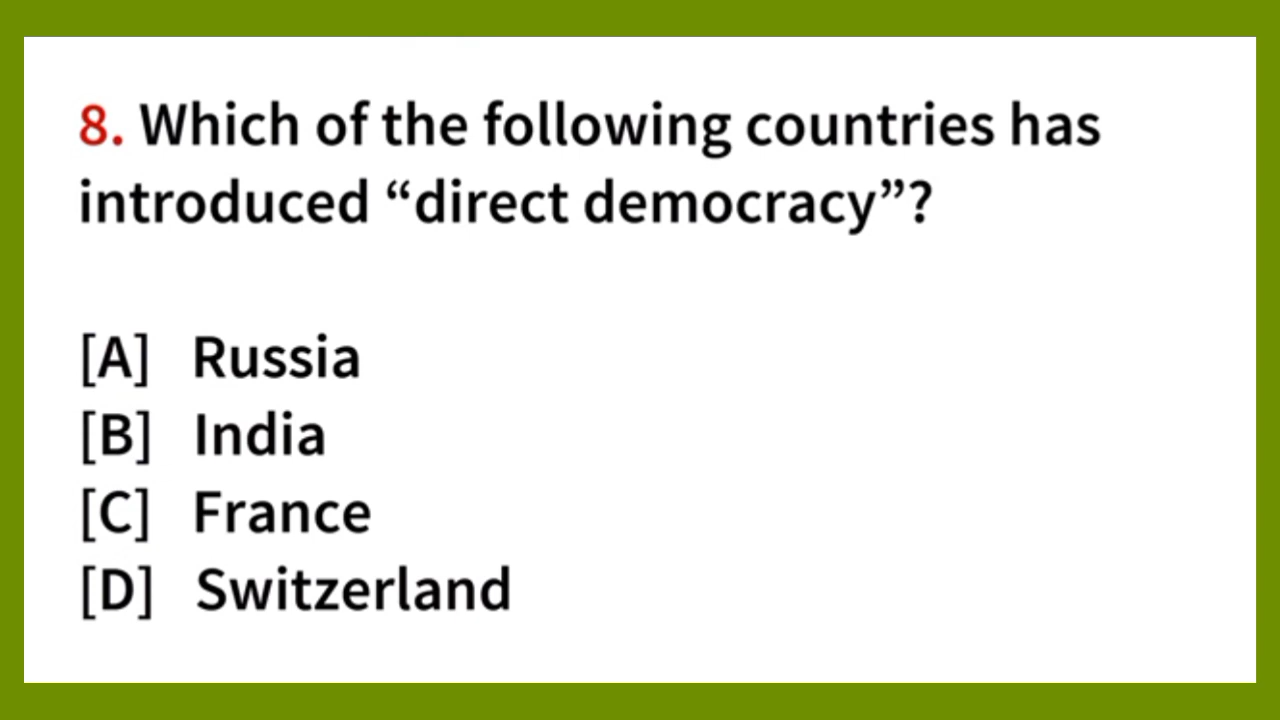 8. Which of the following countries has
introduced “direct democracy”?
[A] Russia
[B] India
[C] France
[D] Switzerland